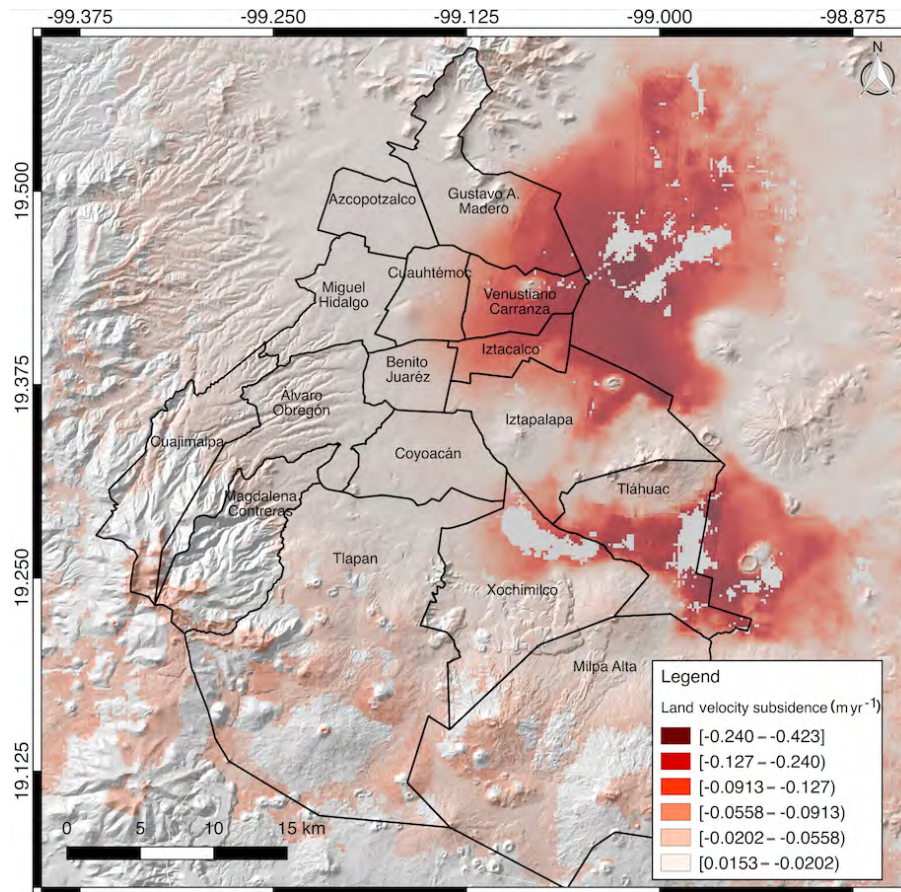 -99.375
-99.250
-99.125
-99.000
-98.875
N
19.500
19.375
19.250
19.125
Gustavo A.
Madero
Azcopotzalco
Cuauhtémoc
Miguel
Hidalgo
Venustiano
Carranza
Iztacalco
Benito
Juaréz
Álvaro
Obregón
Iztapalapa
Cuajimalpa
Coyoacán
Tláhuac
Magdalena
Contreras
Tlapan
Xochimilco
Milpa Alta
Legend
Land velocity subsidence (m yr⁻¹)
[-0.240 – -0.423]
[-0.127 – -0.240)
[-0.0913 – -0.127)
[-0.0558 – -0.0913)
[-0.0202 – -0.0558)
[0.0153 – -0.0202)
0 5 10 15 km